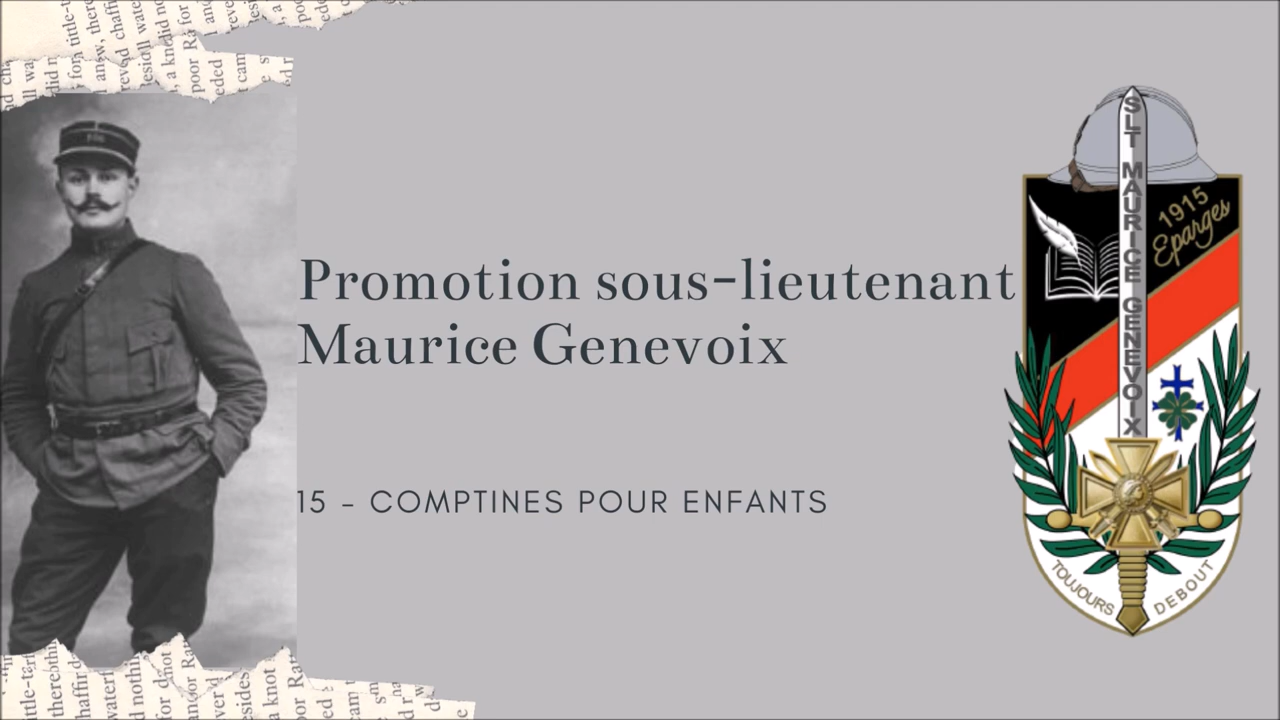 Promotion sous-lieutenant
Maurice Genevoix
15 - COMPTINES POUR ENFANTS
SLT MAURICE GENEVOIX
1915
Eparges
TOUJOURS DEBOUT